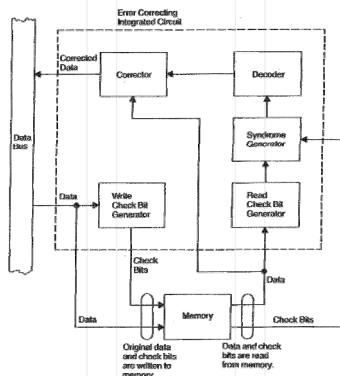 Error Correcting
Integrated Circuit
Corrected
Data
Corrector
Decoder
Syndrome
Generator
Data
Bus
Data
Write
Check Bit
Generator
Read
Check Bit
Generator
Check
Bits
Data
Data
Memory
Check Bits
Original data
and check bits
are written to
memory.
Data and check
bits are read
from memory.